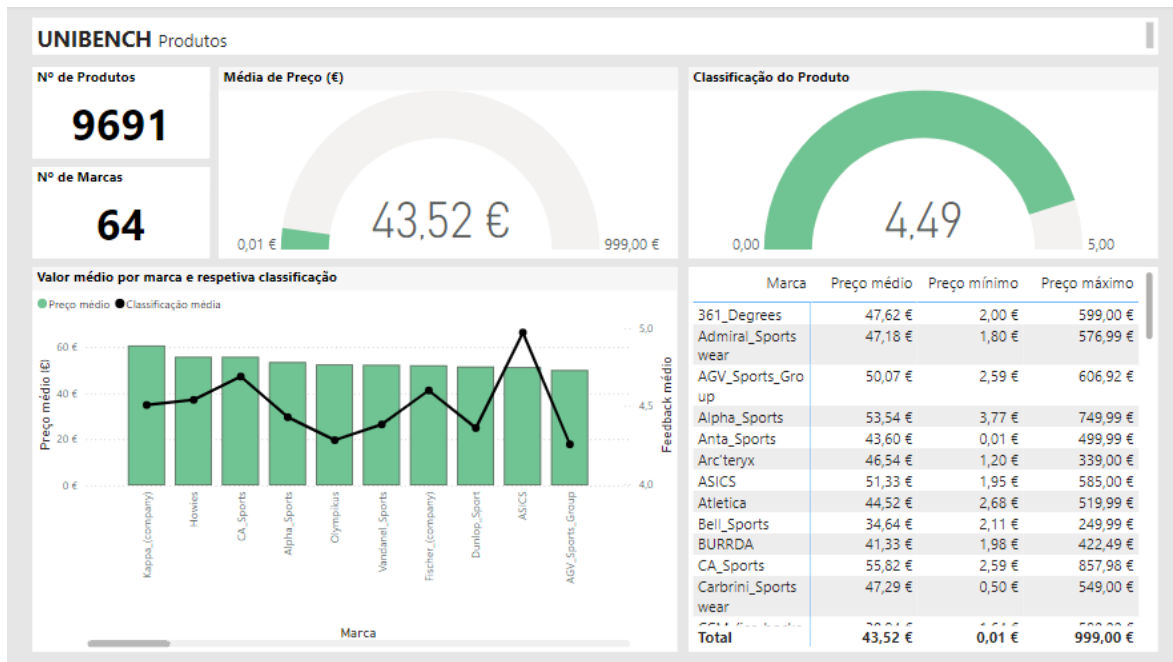 UNIBENCH Produtos
Nº de Produtos
9691
Nº de Marcas
64
Média de Preço (€)
43,52 €
0,01 €
999,00 €
Classificação do Produto
4,49
0,00
5,00
Valor médio por marca e respetiva classificação
Preço médio Classificação média
Preço médio (€)
60 €
40 €
20 €
0 €
5,0
4,5
4,0
Feedback médio
Kappa_(company)
Howies
CA_Sports
Alpha_Sports
Olympikus
Vandanel_Sports
Fischer_(company)
Dunlop_Sport
ASICS
AGV_Sports_Group
Marca
Marca Preço médio Preço mínimo Preço máximo
361_Degrees 47,62 € 2,00 € 599,00 €
Admiral_Sports 47,18 € 1,80 € 576,99 €
wear
AGV_Sports_Gro 50,07 € 2,59 € 606,92 €
up
Alpha_Sports 53,54 € 3,77 € 749,99 €
Anta_Sports 43,60 € 0,01 € 499,99 €
Arc'teryx 46,54 € 1,20 € 339,00 €
ASICS 51,33 € 1,95 € 585,00 €
Atletica 44,52 € 2,68 € 519,99 €
Bell_Sports 34,64 € 2,11 € 249,99 €
BURRDA 41,33 € 1,98 € 422,49 €
CA_Sports 55,82 € 2,59 € 857,98 €
Carbrini_Sports 47,29 € 0,50 € 549,00 €
wear
Total 43,52 € 0,01 € 999,00 €